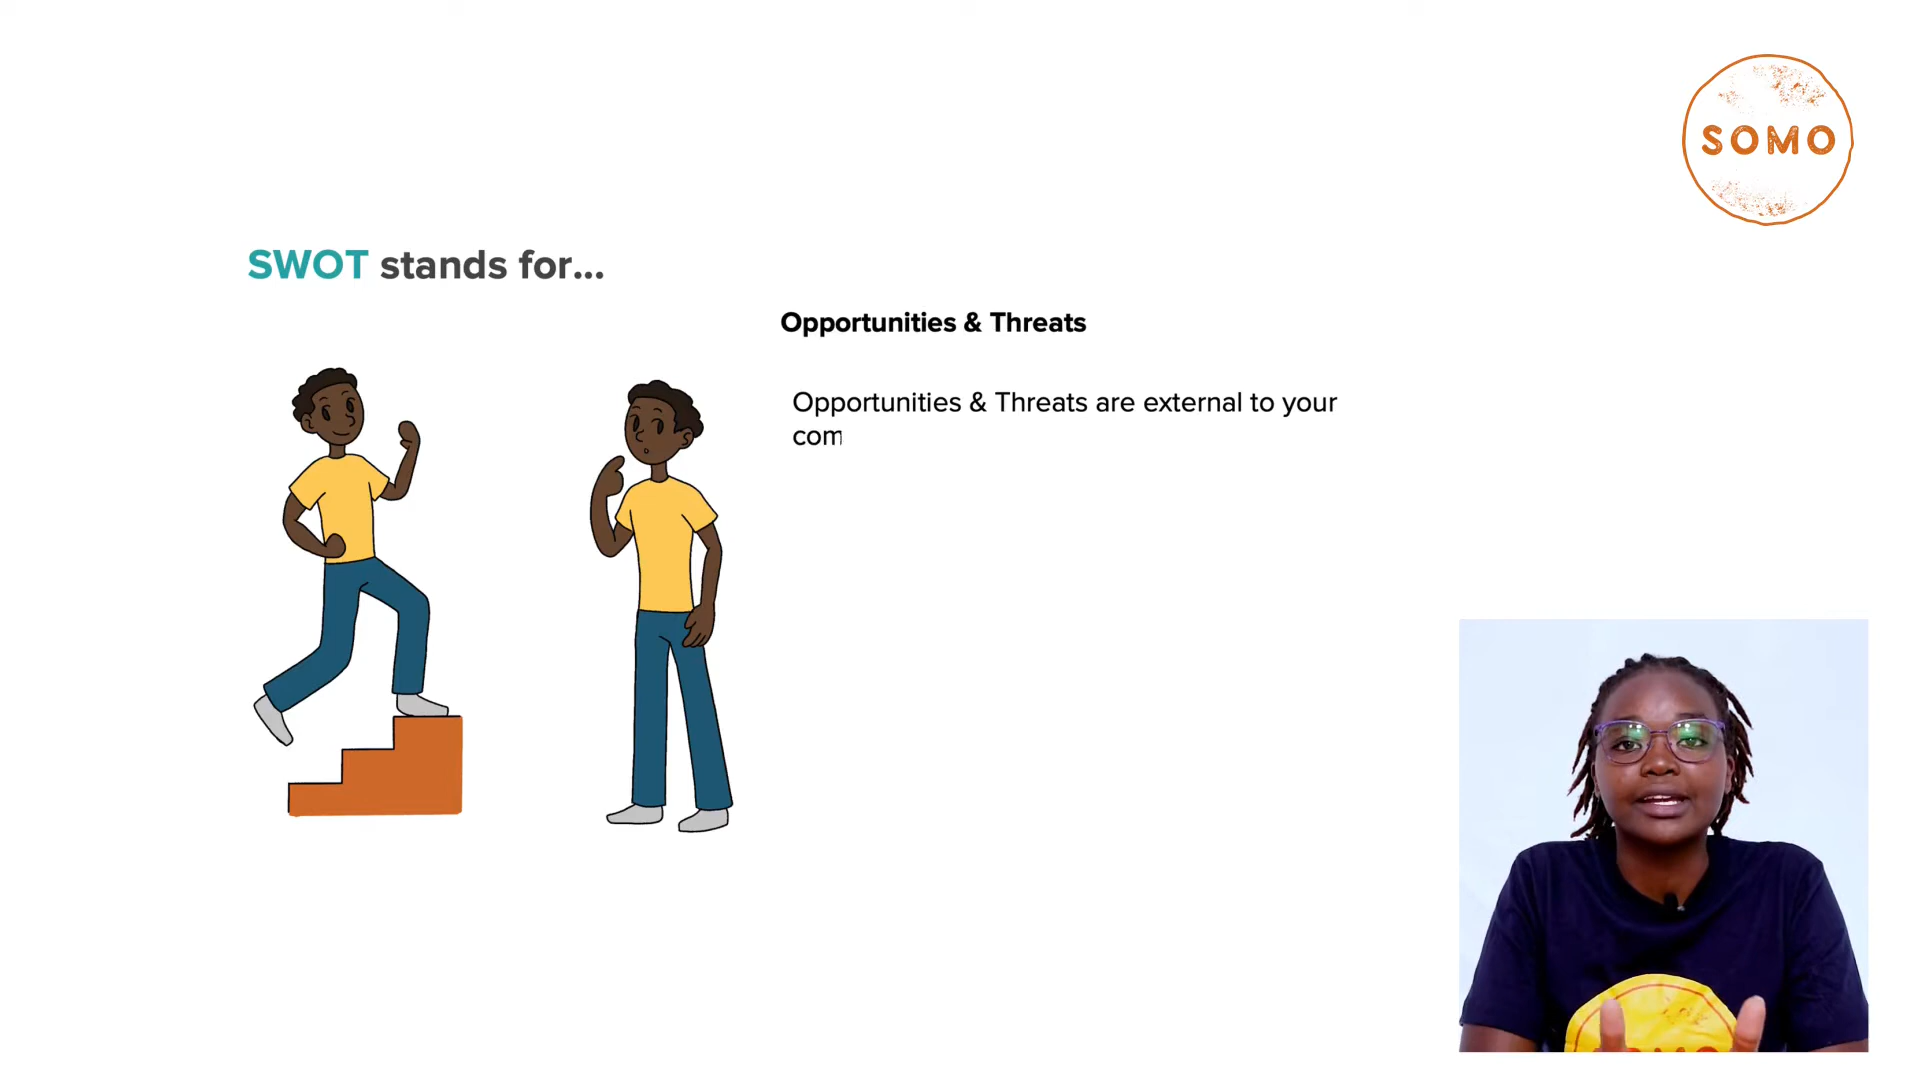 SOMO
SWOT stands for...
Opportunities & Threats
Opportunities & Threats are external to your
com